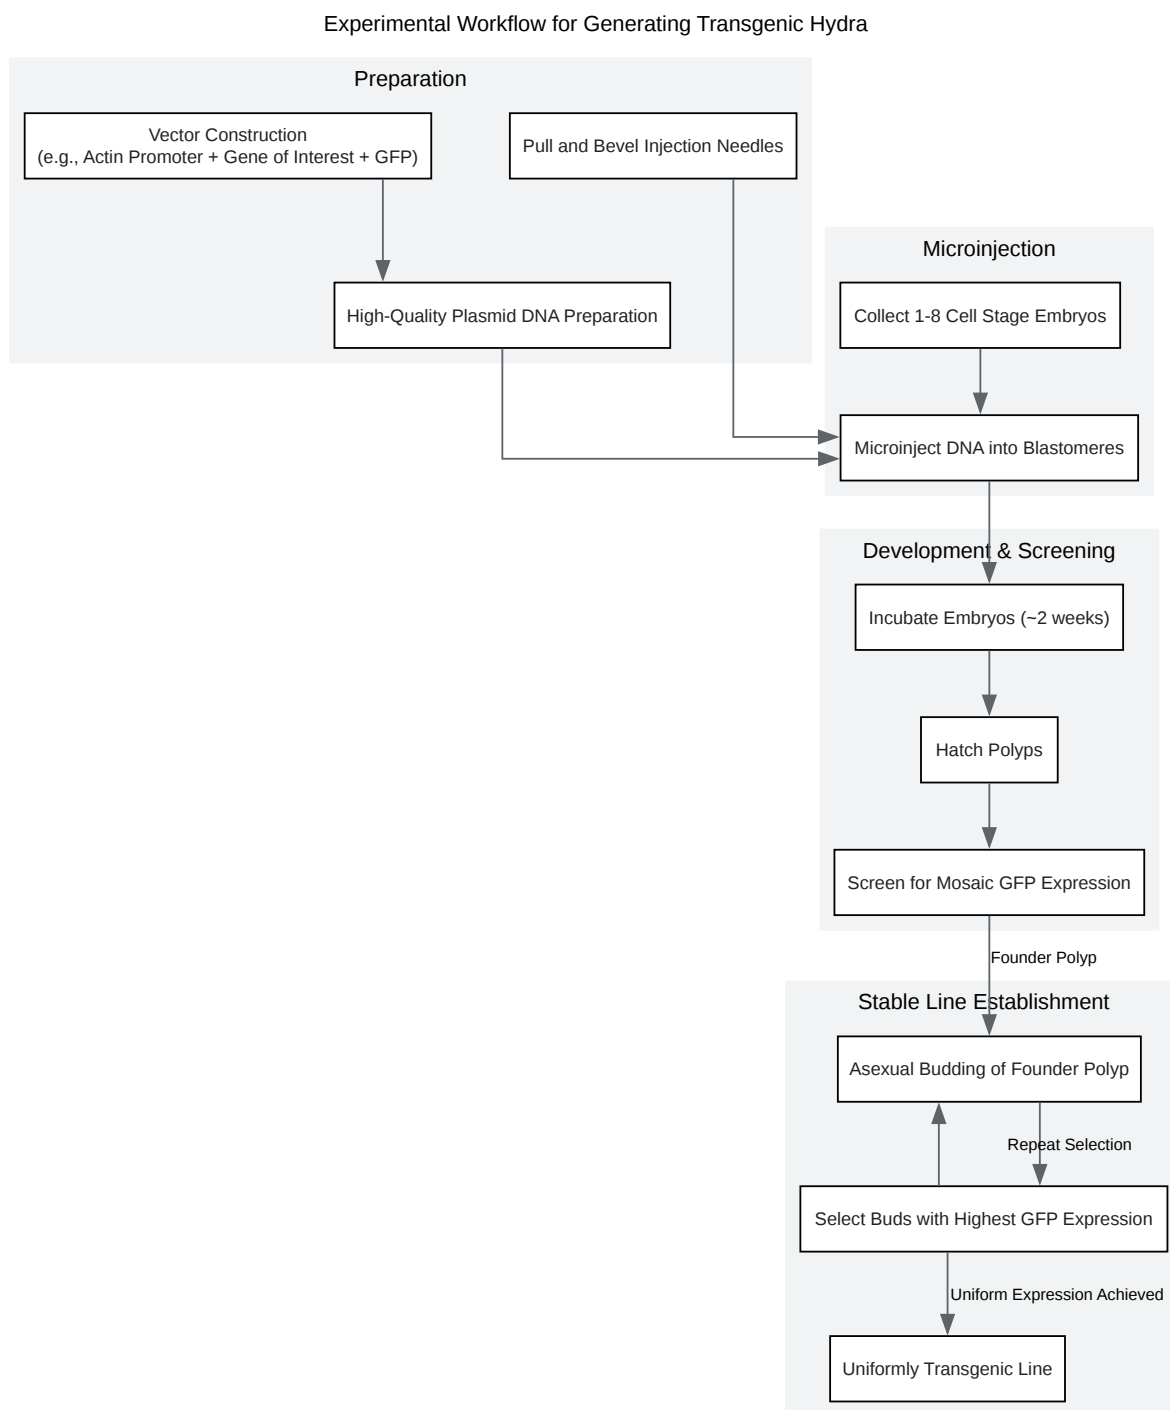 Experimental Workflow for Generating Transgenic Hydra
Preparation
Vector Construction
(e.g., Actin Promoter + Gene of Interest + GFP)
Pull and Bevel Injection Needles
High-Quality Plasmid DNA Preparation
Microinjection
Collect 1-8 Cell Stage Embryos
Microinject DNA into Blastomeres
Development & Screening
Incubate Embryos (~2 weeks)
Hatch Polyps
Screen for Mosaic GFP Expression
Founder Polyp
Stable Line Establishment
Asexual Budding of Founder Polyp
Repeat Selection
Select Buds with Highest GFP Expression
Uniform Expression Achieved
Uniformly Transgenic Line